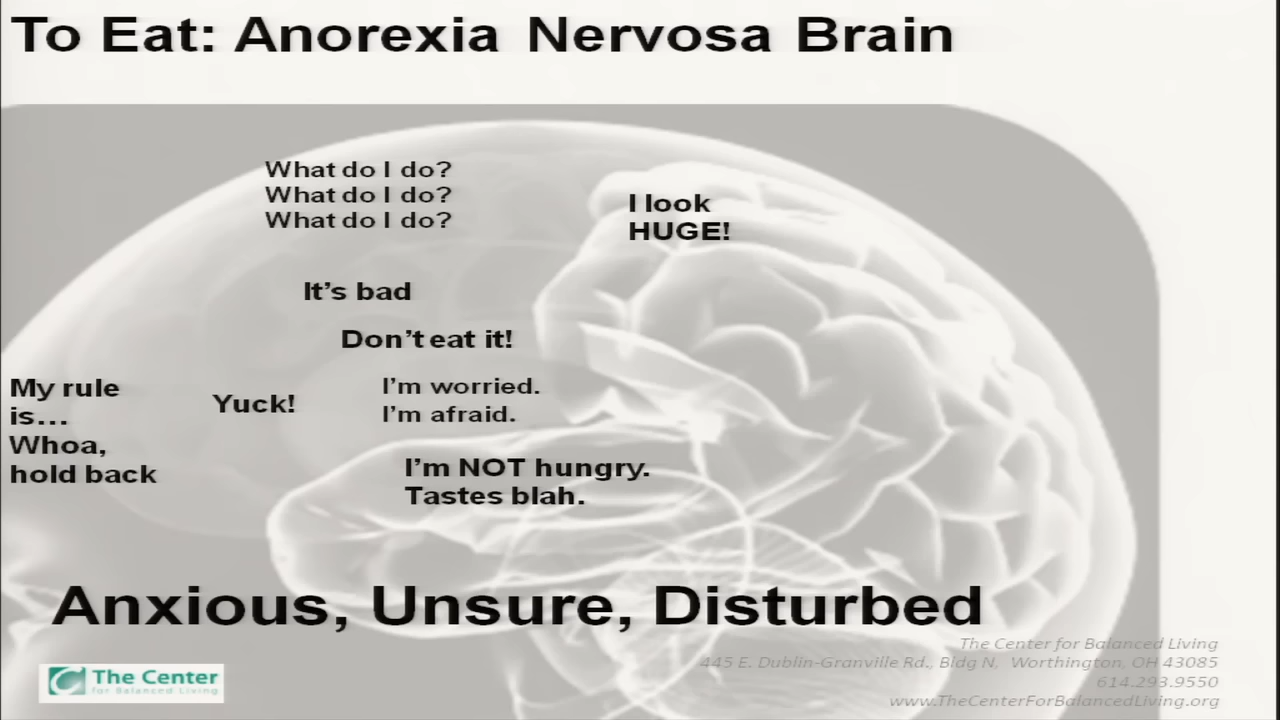 To Eat: Anorexia Nervosa Brain
What do I do?
What do I do?
What do I do?
I look
HUGE!
It's bad
Don't eat it!
My rule
is...
Whoa,
hold back
Yuck!
I'm worried.
I'm afraid.
I'm NOT hungry.
Tastes blah.
Anxious, Unsure, Disturbed
The Center
for Balanced Living
The Center for Balanced Living
445 E. Dublin-Granville Rd., Bldg N, Worthington, OH 43085
614.293.9550
www.TheCenterForBalancedLiving.org